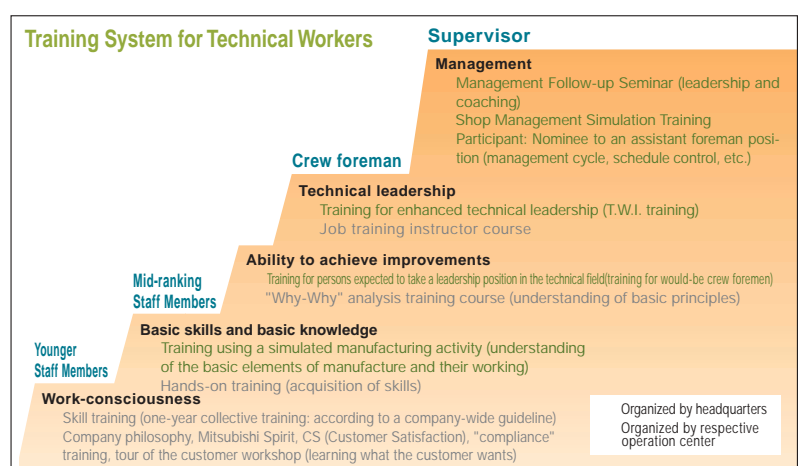 Training System for Technical Workers
Supervisor
Management
Management Follow-up Seminar (leadership and
coaching)
Shop Management Simulation Training
Participant: Nominee to an assistant foreman posi-
tion (management cycle, schedule control, etc.)
Crew foreman
Technical leadership
Training for enhanced technical leadership (T.W.I. training)
Job training instructor course
Ability to achieve improvements
Training for persons expected to take a leadership position in the technical field(training for would-be crew foremen)
"Why-Why" analysis training course (understanding of basic principles)
Mid-ranking
Staff Members
Basic skills and basic knowledge
Training using a simulated manufacturing activity (understanding
of the basic elements of manufacture and their working)
Hands-on training (acquisition of skills)
Younger
Staff Members
Work-consciousness
Skill training (one-year collective training: according to a company-wide guideline)
Company philosophy, Mitsubishi Spirit, CS (Customer Satisfaction), "compliance"
training, tour of the customer workshop (learning what the customer wants)
Organized by headquarters
Organized by respective
operation center